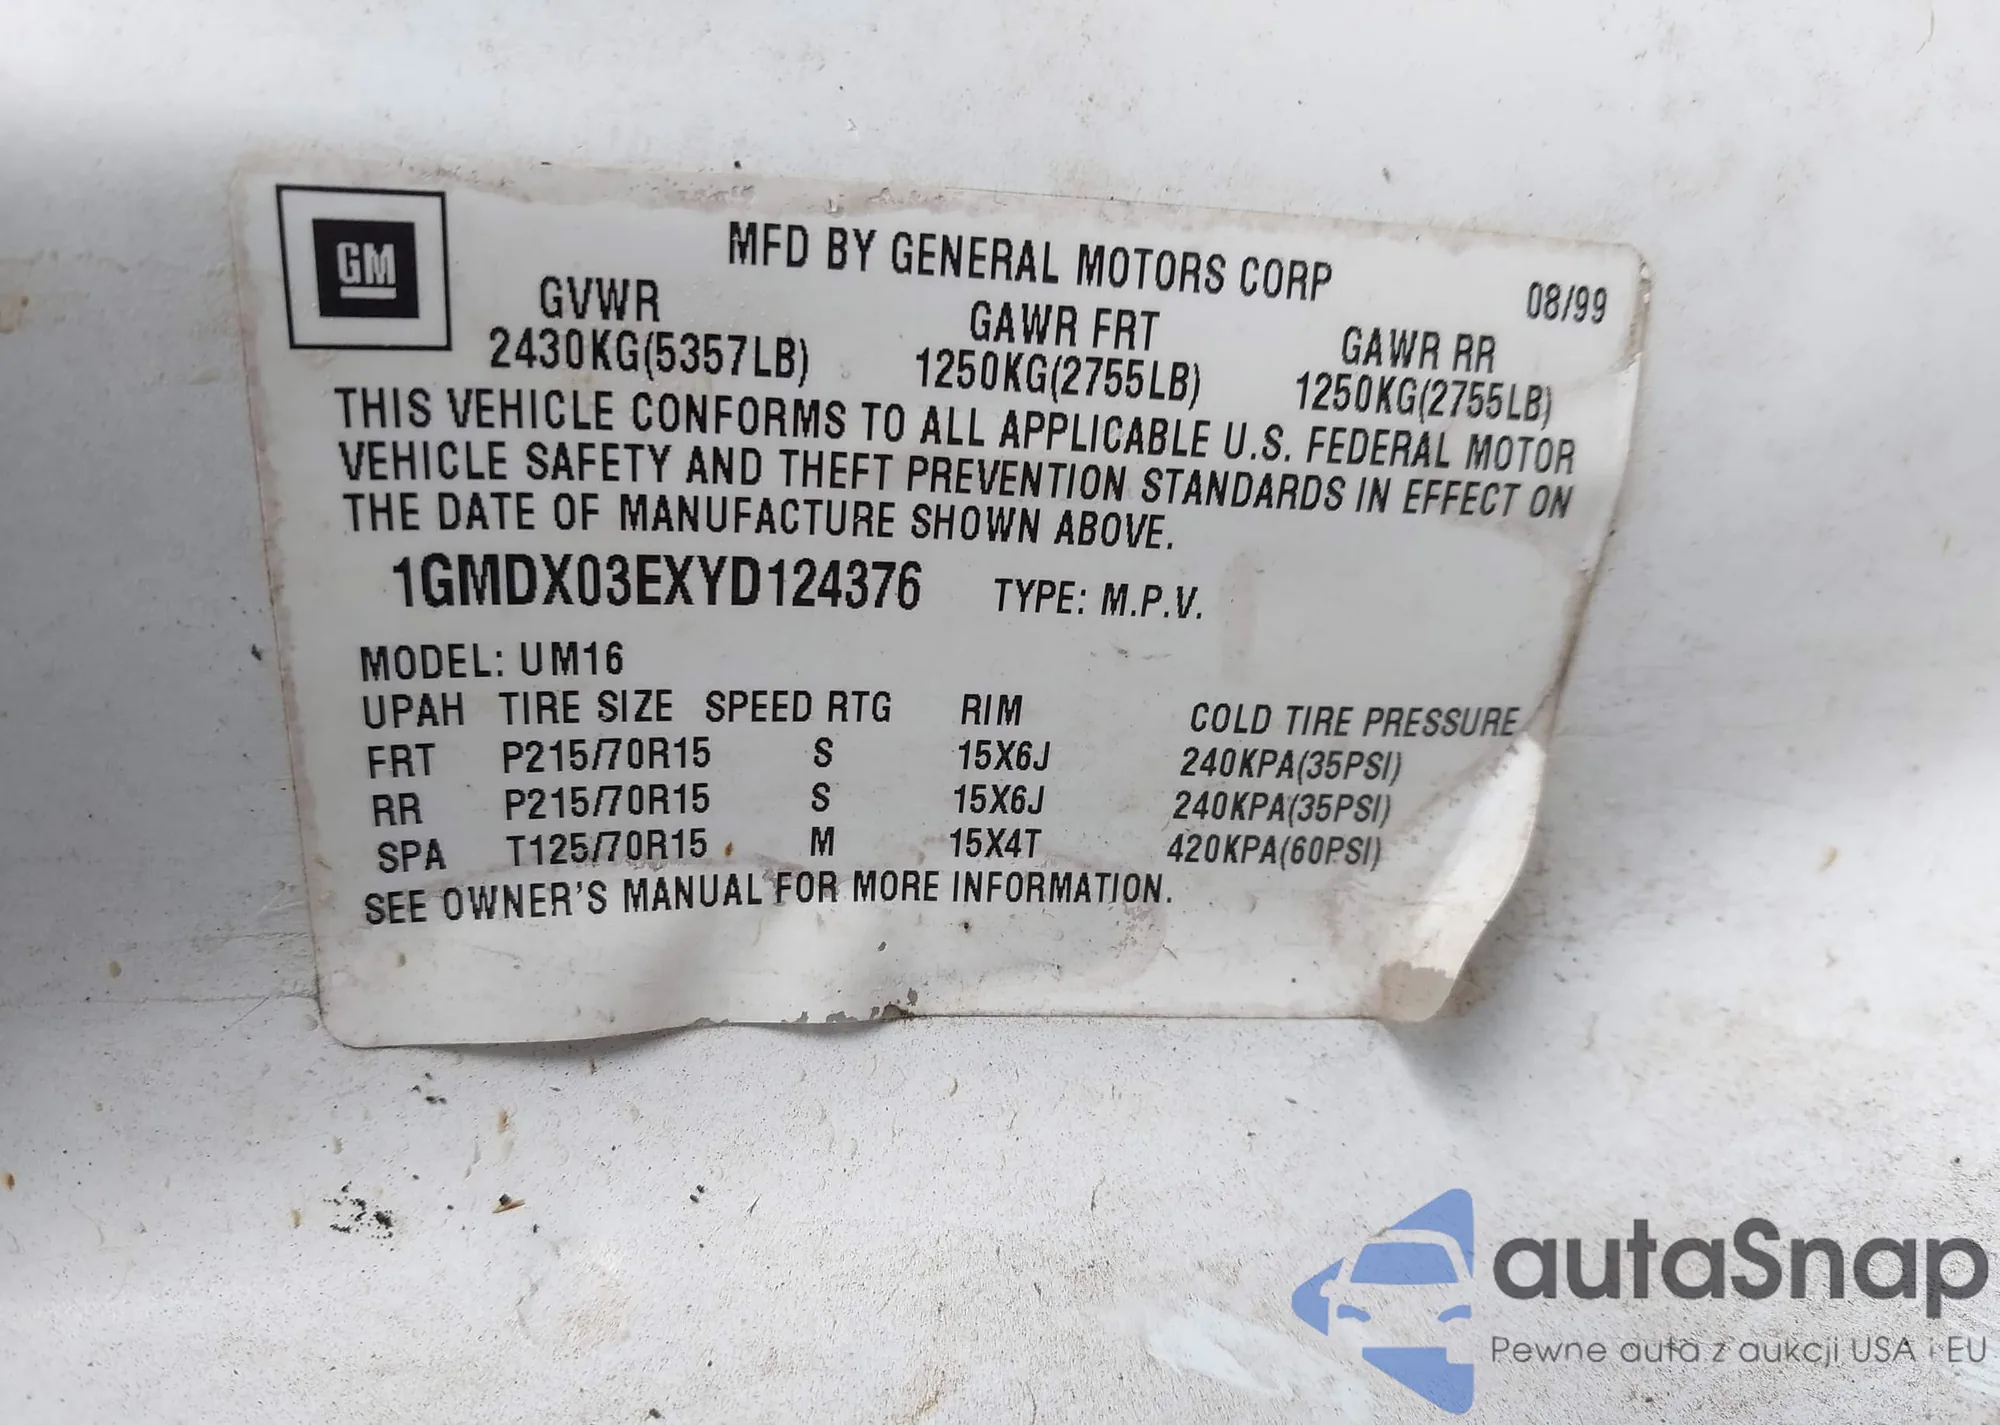 GM
MFD BY GENERAL MOTORS CORP
08/99
GVWR GAWR FRT GAWR RR
2430KG(5357LB) 1250KG(2755LB) 1250KG(2755LB)
THIS VEHICLE CONFORMS TO ALL APPLICABLE U.S. FEDERAL MOTOR
VEHICLE SAFETY AND THEFT PREVENTION STANDARDS IN EFFECT ON
THE DATE OF MANUFACTURE SHOWN ABOVE.
1GMDX03EXYD124376 TYPE: M.P.V.
MODEL: UM16
UPAH TIRE SIZE SPEED RTG RIM COLD TIRE PRESSURE
FRT P215/70R15 S 15X6J 240KPA(35PSI)
RR P215/70R15 S 15X6J 240KPA(35PSI)
SPA T125/70R15 M 15X4T 420KPA(60PSI)
SEE OWNER'S MANUAL FOR MORE INFORMATION.
autaSnap
Pewne auta z aukcji USA i EU